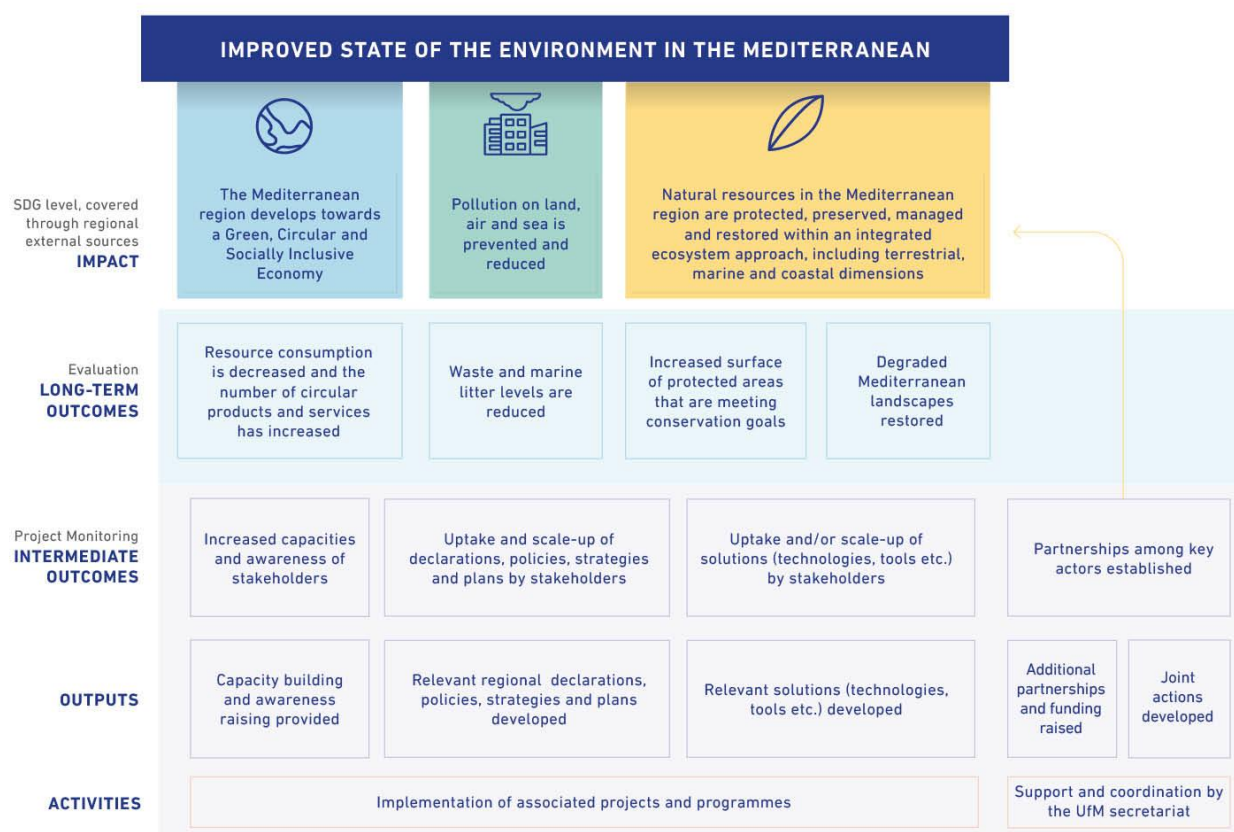 IMPROVED STATE OF THE ENVIRONMENT IN THE MEDITERRANEAN
SDG level, covered
through regional
external sources
IMPACT
The Mediterranean
region develops towards
a Green, Circular and
Socially Inclusive
Economy
Pollution on land,
air and sea is
prevented and
reduced
Natural resources in the Mediterranean
region are protected, preserved, managed
and restored within an integrated
ecosystem approach, including terrestrial,
marine and coastal dimensions
Evaluation
LONG-TERM
OUTCOMES
Resource consumption
is decreased and the
number of circular
products and services
has increased
Waste and marine
litter levels are
reduced
Increased surface
of protected areas
that are meeting
conservation goals
Degraded
Mediterranean
landscapes
restored
Project Monitoring
INTERMEDIATE
OUTCOMES
Increased capacities
and awareness of
stakeholders
Uptake and scale-up of
declarations, policies, strategies
and plans by stakeholders
Uptake and/or scale-up of
solutions (technologies, tools etc.)
by stakeholders
Partnerships among key
actors established
OUTPUTS
Capacity building
and awareness
raising provided
Relevant regional declarations,
policies, strategies and plans
developed
Relevant solutions (technologies,
tools etc.) developed
Additional
partnerships
and funding
raised
Joint
actions
developed
ACTIVITIES
Implementation of associated projects and programmes
Support and coordination by
the UfM secretariat